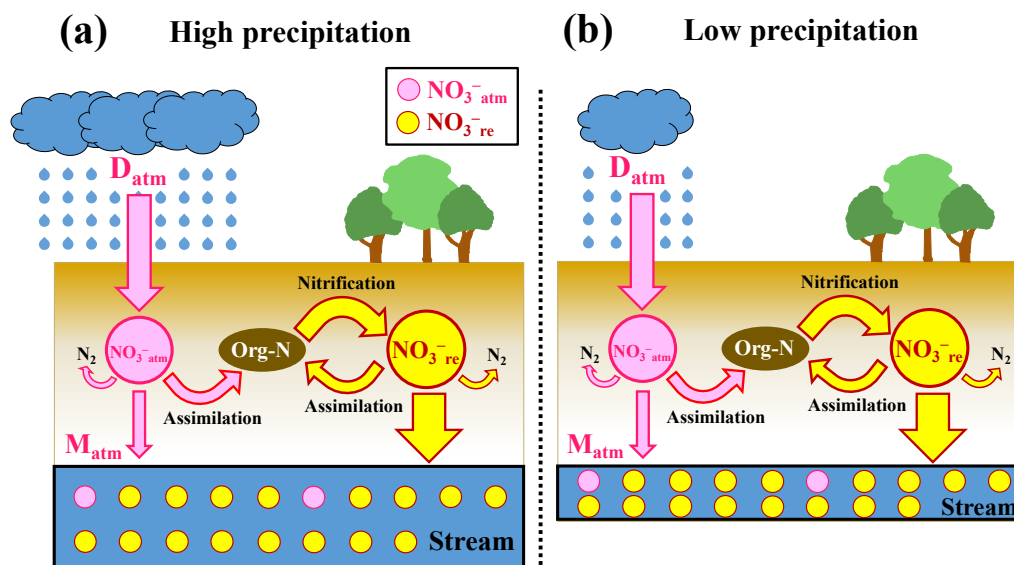 (a) High precipitation
NO₃⁻atm
NO₃⁻re
Datm
Nitrification
N₂
NO₃⁻atm
Org-N
NO₃⁻re
N₂
Assimilation
Assimilation
Matm
Stream
(b) Low precipitation
Datm
Nitrification
N₂
NO₃⁻atm
Org-N
NO₃⁻re
N₂
Assimilation
Assimilation
Matm
Stream